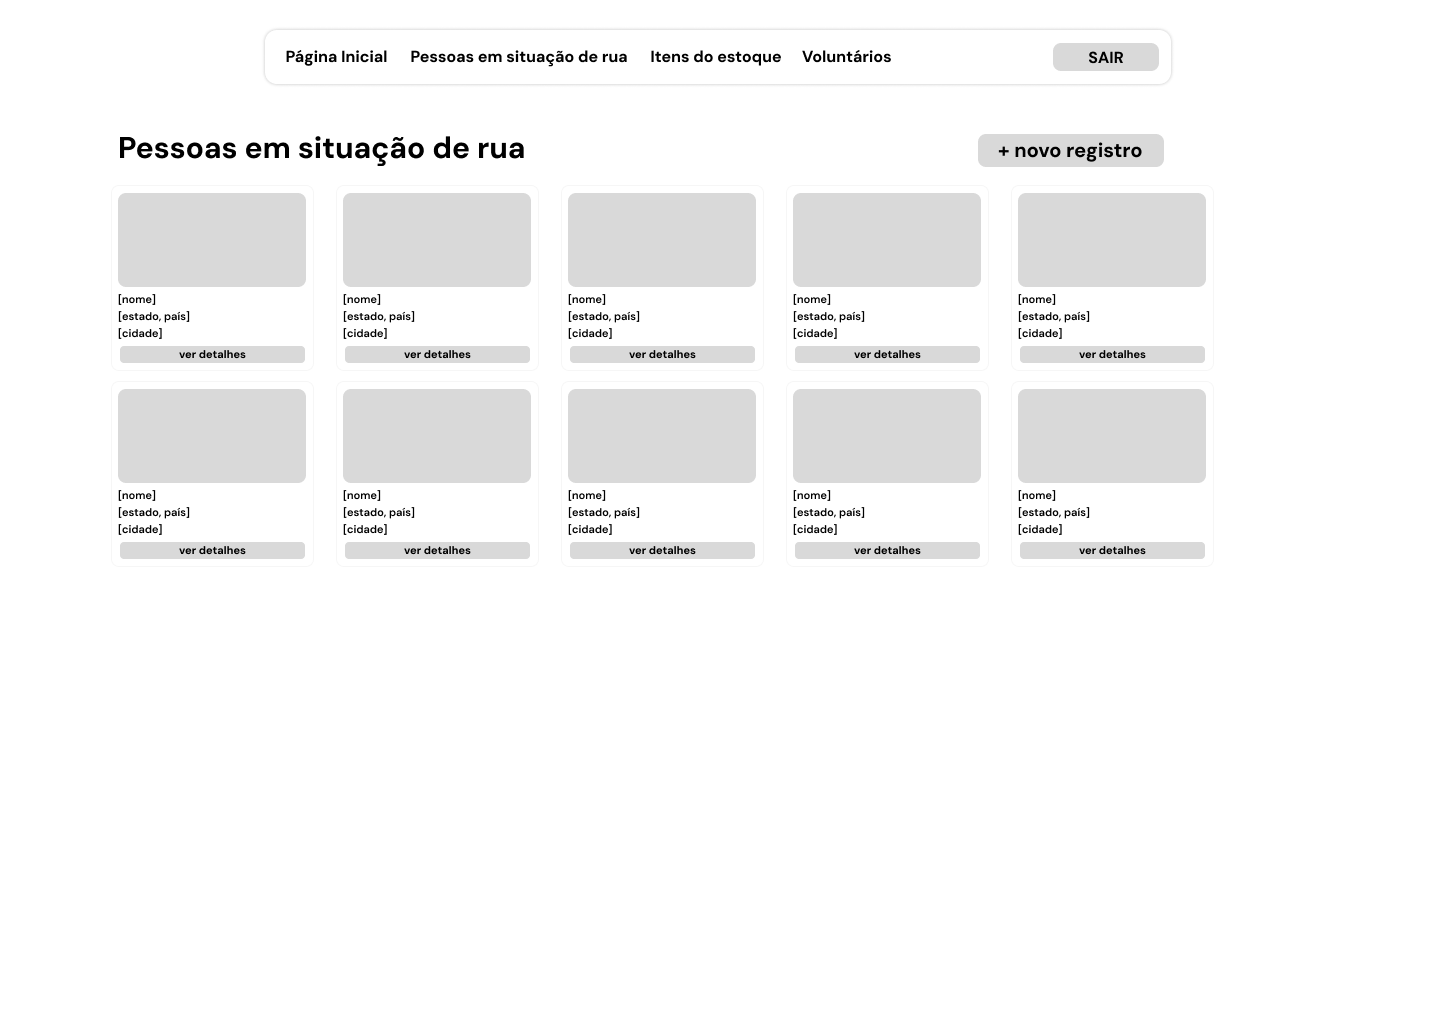 Página Inicial Pessoas em situação de rua Itens do estoque Voluntários SAIR
Pessoas em situação de rua + novo registro
[nome] [nome] [nome] [nome] [nome]
[estado, país] [estado, país] [estado, país] [estado, país] [estado, país]
[cidade] [cidade] [cidade] [cidade] [cidade]
ver detalhes ver detalhes ver detalhes ver detalhes ver detalhes
[nome] [nome] [nome] [nome] [nome]
[estado, país] [estado, país] [estado, país] [estado, país] [estado, país]
[cidade] [cidade] [cidade] [cidade] [cidade]
ver detalhes ver detalhes ver detalhes ver detalhes ver detalhes